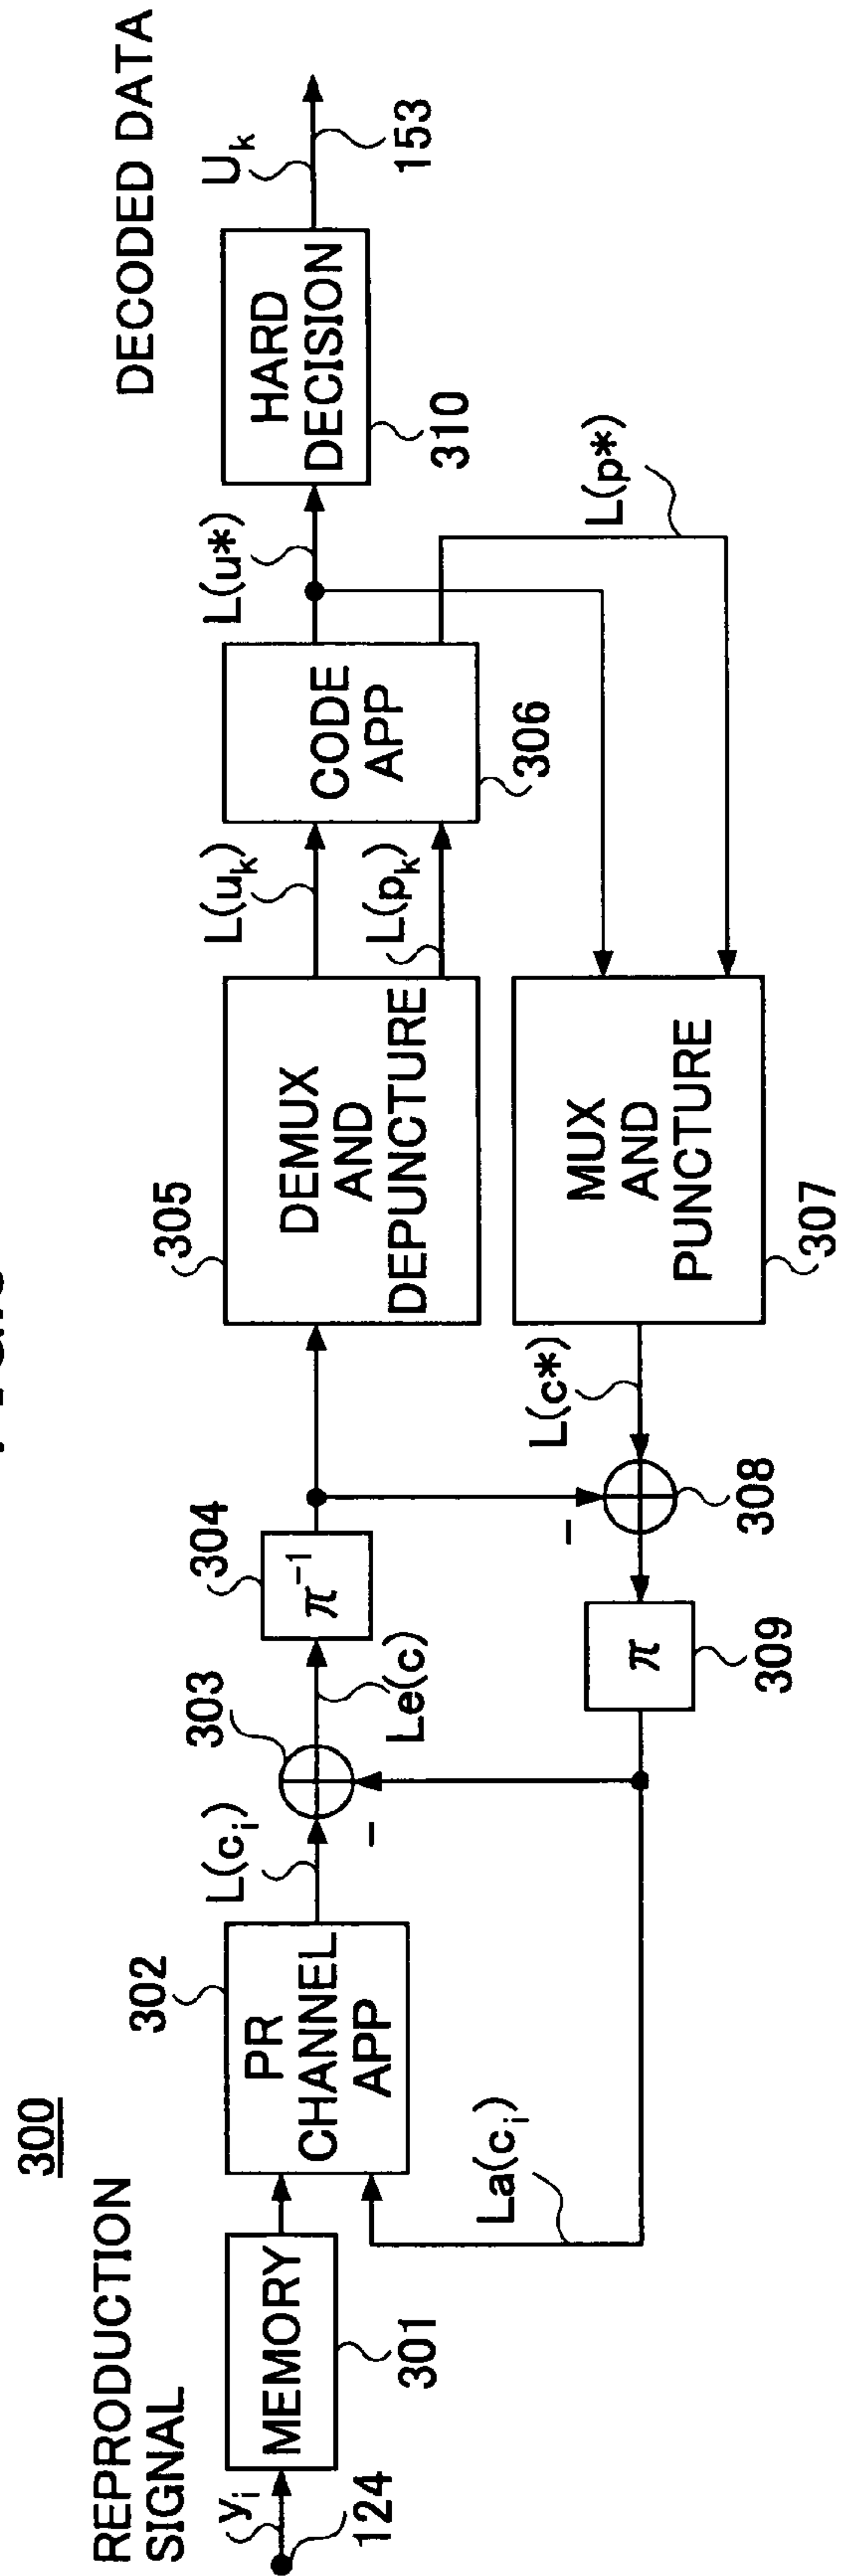 300
REPRODUCTION
SIGNAL
yᵢ
124
MEMORY
301
302
PR
CHANNEL
APP
La(cᵢ)
L(cᵢ)
303
−
Le(c)
304
π⁻¹
π
309
−
308
L(c*)
305
DEMUX
AND
DEPUNCTURE
MUX
AND
PUNCTURE
307
L(uₖ)
L(pₖ)
CODE
APP
306
L(u*)
L(p*)
HARD
DECISION
310
Uₖ
153
DECODED DATA